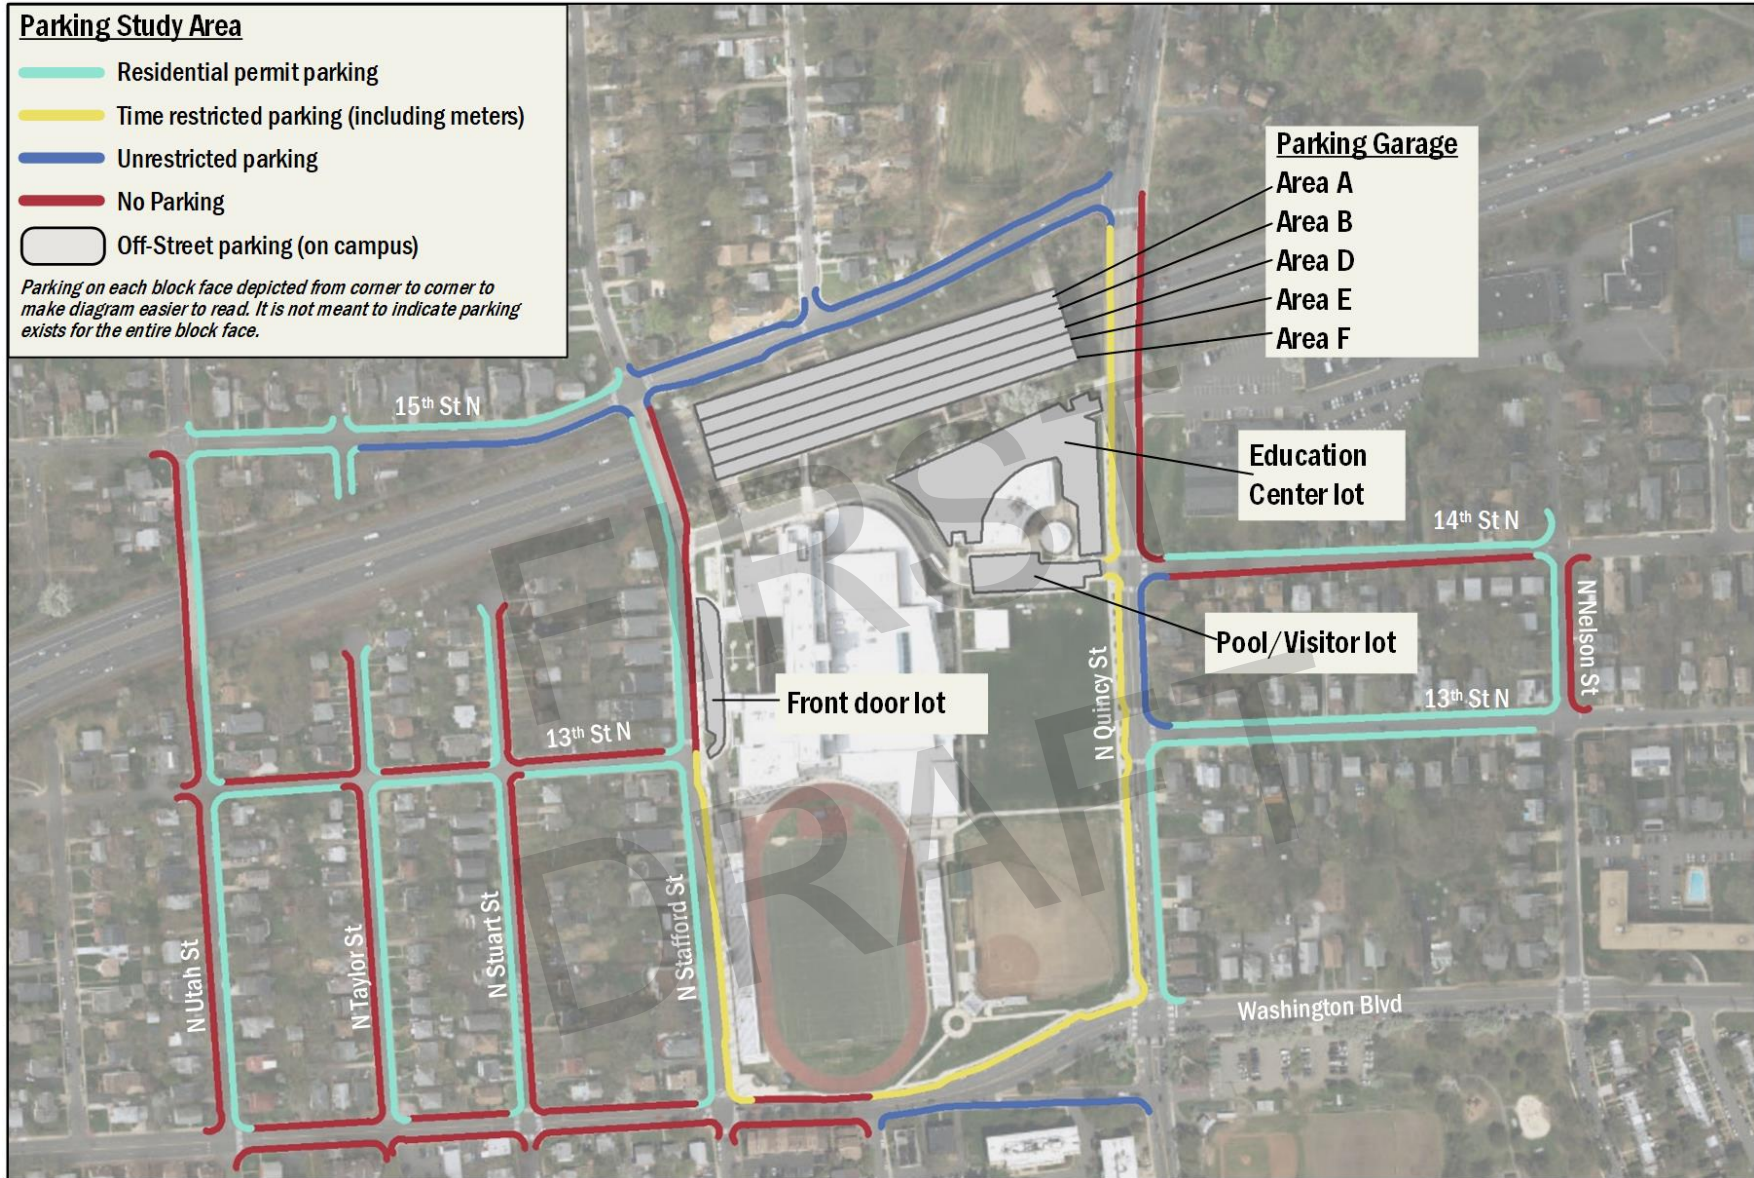 Parking Study Area
Residential permit parking
Time restricted parking (including meters)
Unrestricted parking
No Parking
Off-Street parking (on campus)
Parking on each block face depicted from corner to corner to
make diagram easier to read. It is not meant to indicate parking
exists for the entire block face.
Parking Garage
Area A
Area B
Area D
Area E
Area F
15th St N
Education
Center lot
14th St N
N Nelson St
Pool/Visitor lot
N Quincy St
13th St N
Front door lot
13th St N
N Utah St
N Taylor St
N Stuart St
N Stafford St
Washington Blvd
FIRST
DRAFT